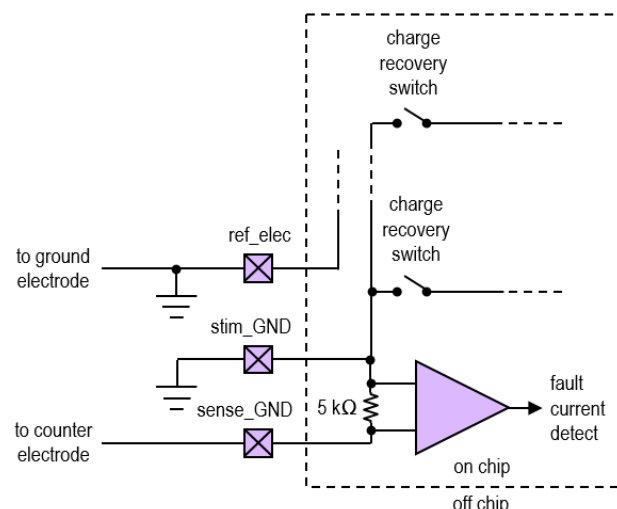 charge
recovery
switch
charge
recovery
switch
ref_elec
to ground
electrode
stim_GND
sense_GND
5 kΩ
fault
current
detect
to counter
electrode
on chip
off chip